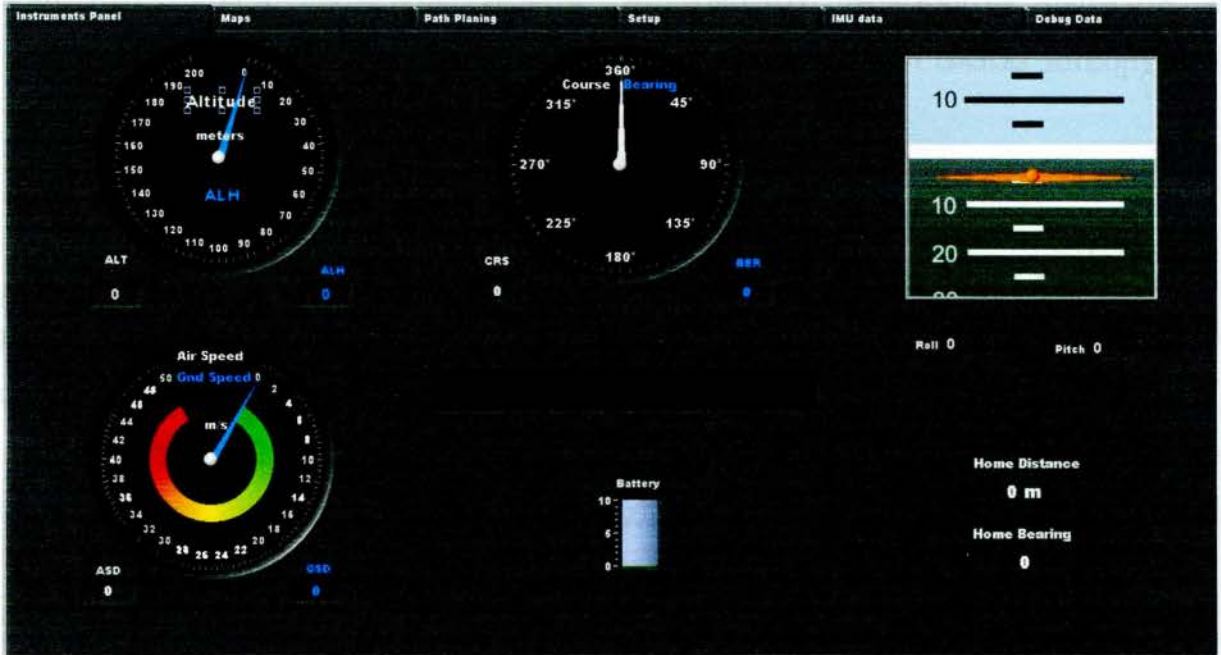 Instruments Panel Maps Path Planing Setup IMU data Debug Data
200 0 10 20 30 40 50 60 70 80 90 100 110 120 130 140 150 160 170 180 190
Altitude
meters
ALH
ALT
0
ALH
0
360°
Course Bearing
315° 45°
270° 90°
225° 135°
180°
CRS
0
BER
0
10
10
20
Roll 0
Pitch 0
Air Speed
Gnd Speed
m/s
50 0 2 4 6 8 10 12 14 16 18 20 22 24 26 28 30 32 34 36 38 40 42 44 46 48
ASD
0
GSD
0
Battery
10
5
0
Home Distance
0 m
Home Bearing
0